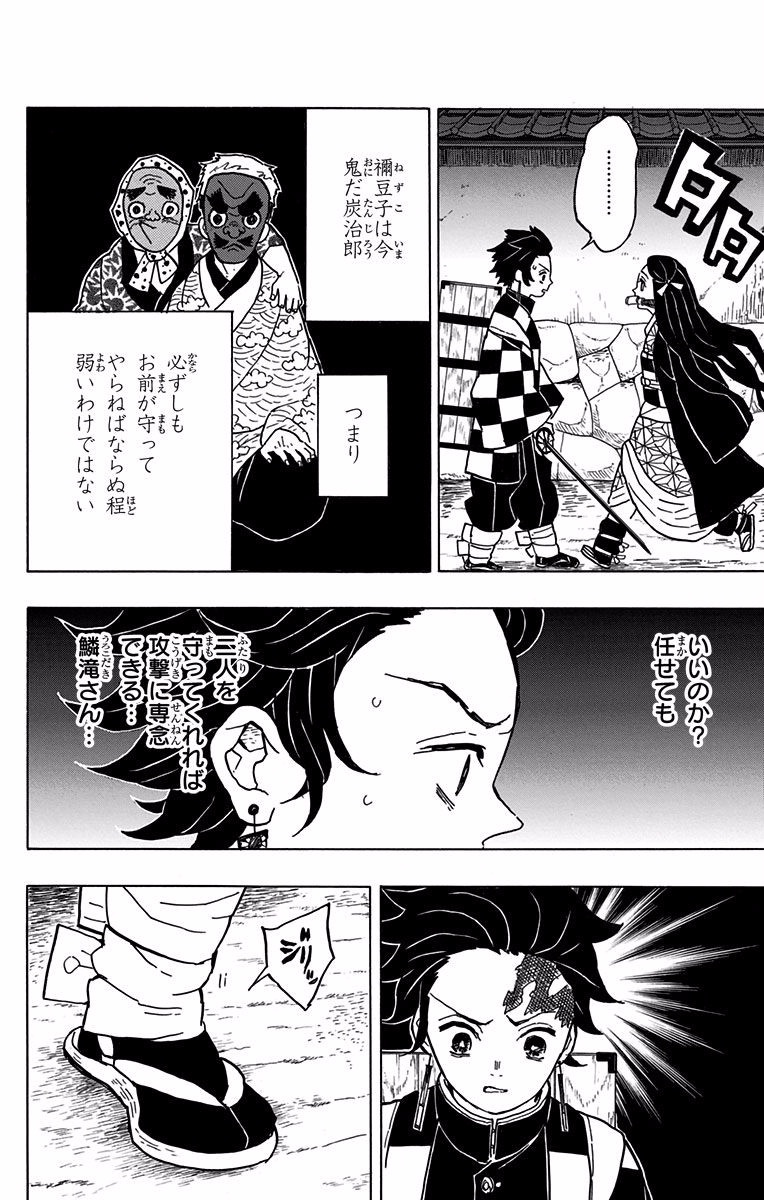 …………
白白
禰豆子は今
鬼だ炭治郎
つまり
必ずしも
お前が守って
やらねばならぬ程
弱いわけではない
いいのか？
任せても
二人を
守ってくれれば
攻撃に専念
できる…
鱗滝さん…